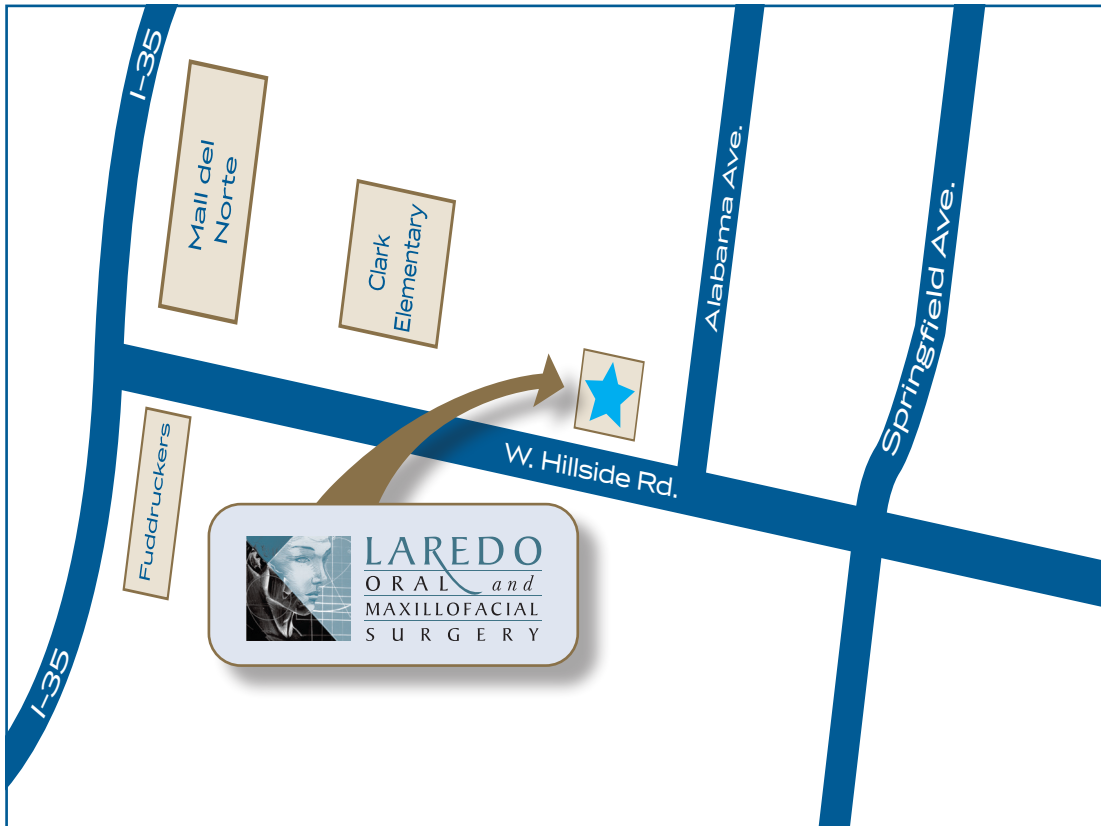 I-35
Mall del
Norte
Clark
Elementary
Alabama Ave.
Springfield Ave.
Fuddruckers
W. Hillside Rd.
LAREDO
ORAL and
MAXILLOFACIAL
SURGERY
I-35